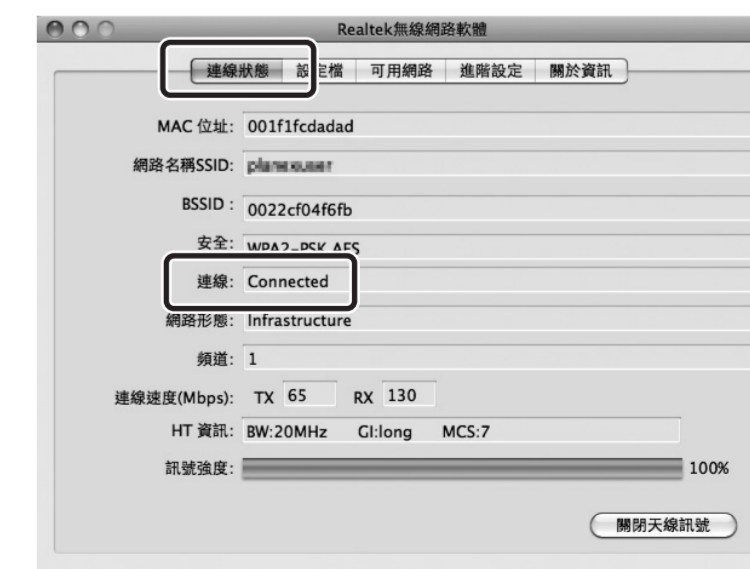 Realtek無線網路軟體
連線狀態 設定檔 可用網路 進階設定 關於資訊
MAC 位址: 001f1fcdadad
網路名稱SSID:
BSSID : 0022cf04f6fb
安全: WPA2-PSK AES
連線: Connected
網路形態: Infrastructure
頻道: 1
連線速度(Mbps): TX 65 RX 130
HT 資訊: BW:20MHz GI:long MCS:7
訊號強度: 100%
關閉天線訊號